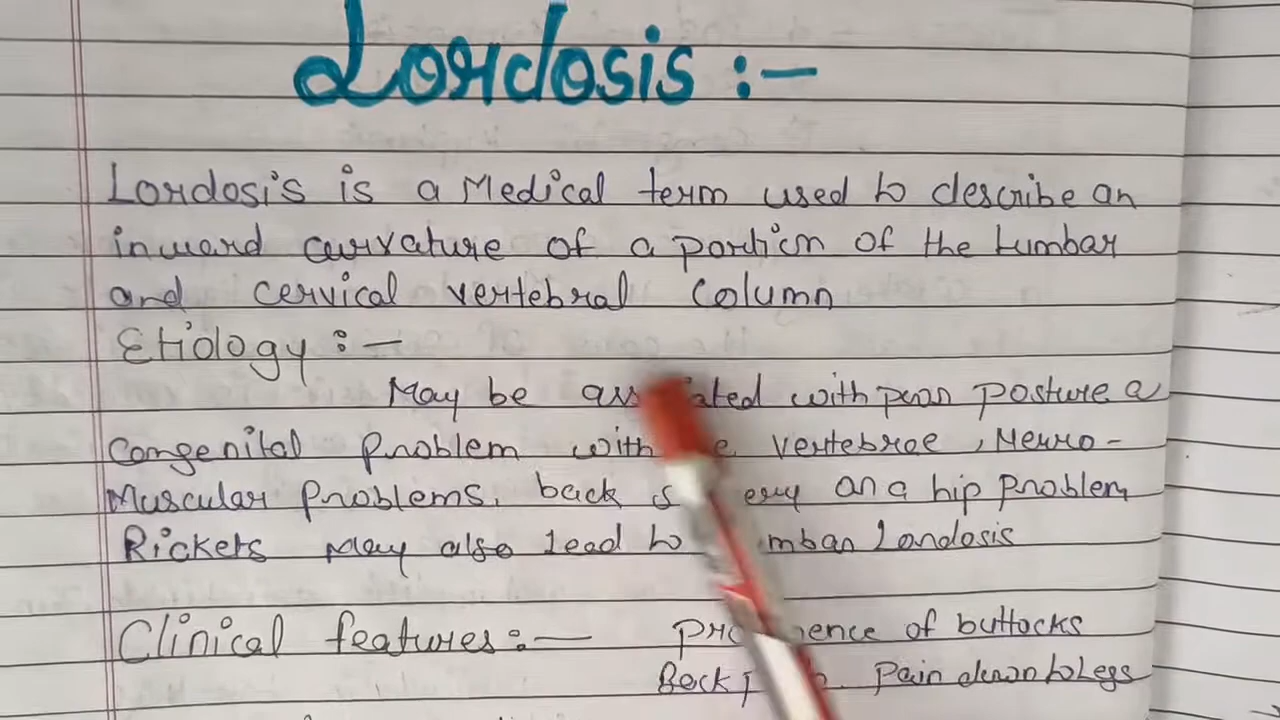 Lordosis :-
Lordosis is a Medical term used to describe an
inward curvature of a portion of the Lumbar
and cervical vertebral column
Etiology :-
May be with poor posture a
Congenital Problem with vertebrae, Neuro-
Muscular Problems, back or a hip Problem
Rickets may also lead to Lordosis
Clinical features :- of buttocks
Back Pain down to Legs